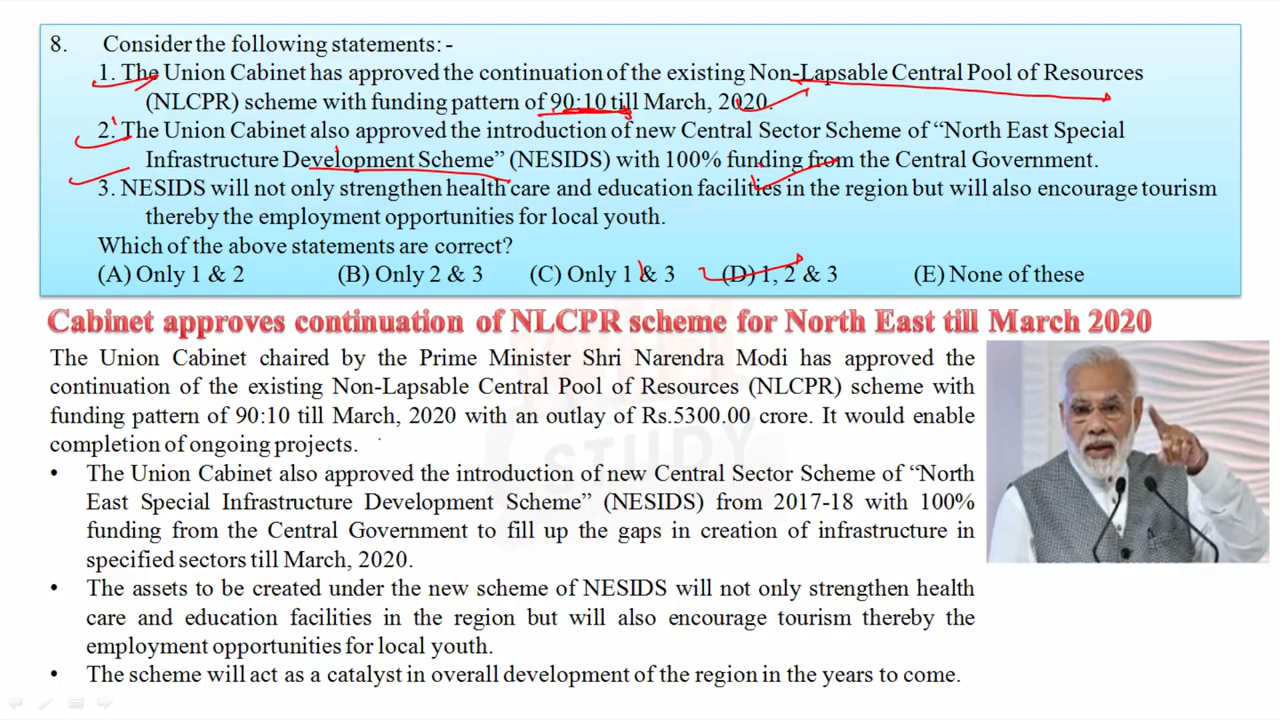 8. Consider the following statements: -
1. The Union Cabinet has approved the continuation of the existing Non-Lapsable Central Pool of Resources
(NLCPR) scheme with funding pattern of 90:10 till March, 2020.
2. The Union Cabinet also approved the introduction of new Central Sector Scheme of “North East Special
Infrastructure Development Scheme” (NESIDS) with 100% funding from the Central Government.
3. NESIDS will not only strengthen health care and education facilities in the region but will also encourage tourism
thereby the employment opportunities for local youth.
Which of the above statements are correct?
(A) Only 1 & 2 (B) Only 2 & 3 (C) Only 1 & 3 (D) 1, 2 & 3 (E) None of these
Cabinet approves continuation of NLCPR scheme for North East till March 2020
The Union Cabinet chaired by the Prime Minister Shri Narendra Modi has approved the
continuation of the existing Non-Lapsable Central Pool of Resources (NLCPR) scheme with
funding pattern of 90:10 till March, 2020 with an outlay of Rs.5300.00 crore. It would enable
completion of ongoing projects.
• The Union Cabinet also approved the introduction of new Central Sector Scheme of “North
East Special Infrastructure Development Scheme” (NESIDS) from 2017-18 with 100%
funding from the Central Government to fill up the gaps in creation of infrastructure in
specified sectors till March, 2020.
• The assets to be created under the new scheme of NESIDS will not only strengthen health
care and education facilities in the region but will also encourage tourism thereby the
employment opportunities for local youth.
• The scheme will act as a catalyst in overall development of the region in the years to come.
STUDY